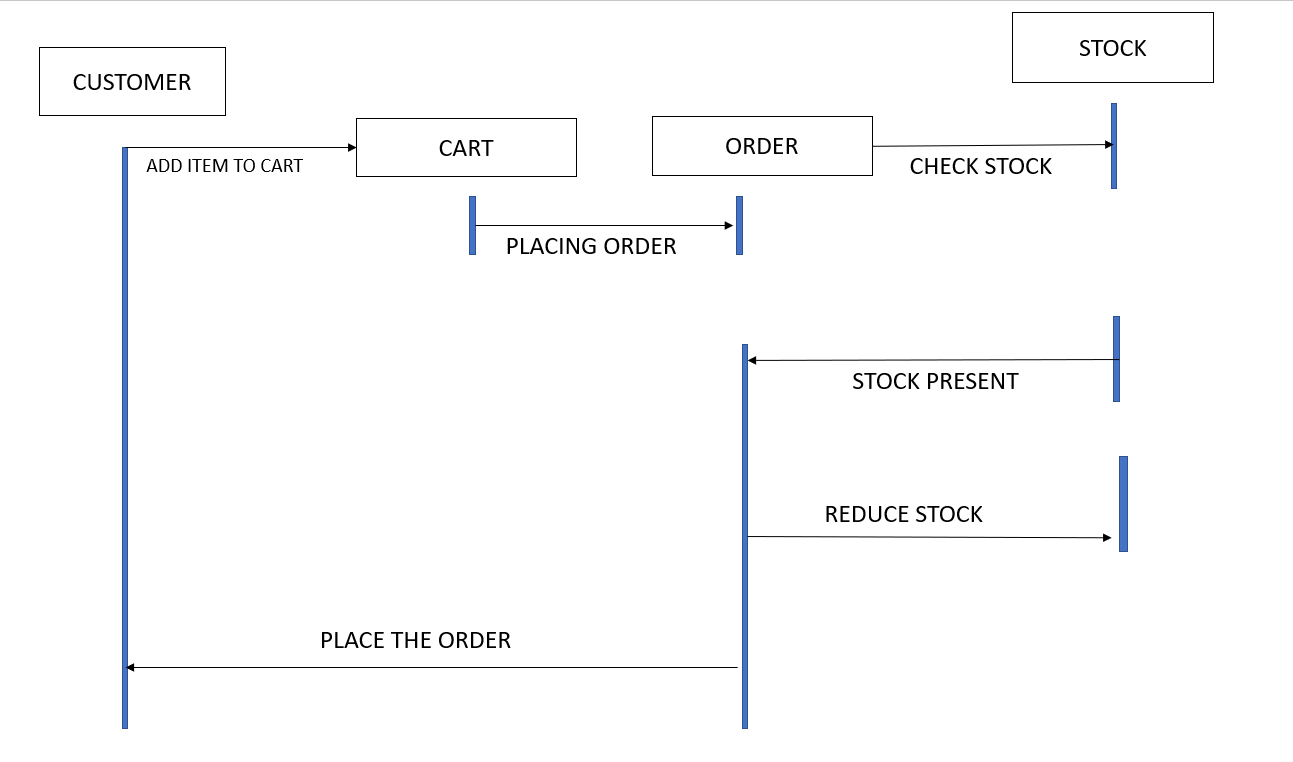 STOCK
CUSTOMER
CART
ORDER
ADD ITEM TO CART
CHECK STOCK
PLACING ORDER
STOCK PRESENT
REDUCE STOCK
PLACE THE ORDER